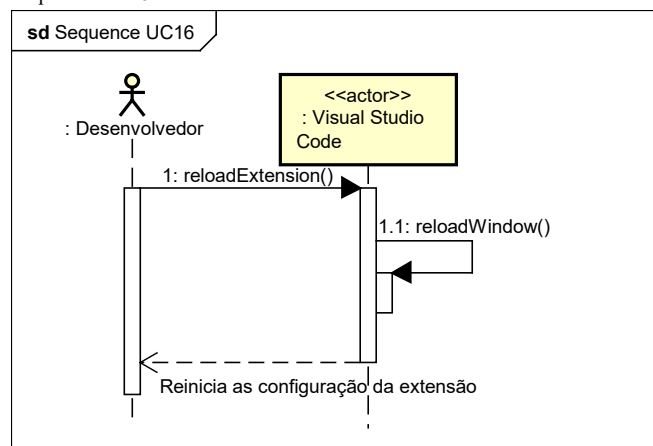 sd Sequence UC16
<<actor>>
: Visual Studio
Code
: Desenvolvedor
1: reloadExtension()
1.1: reloadWindow()
Reinicia as configuração da extensão